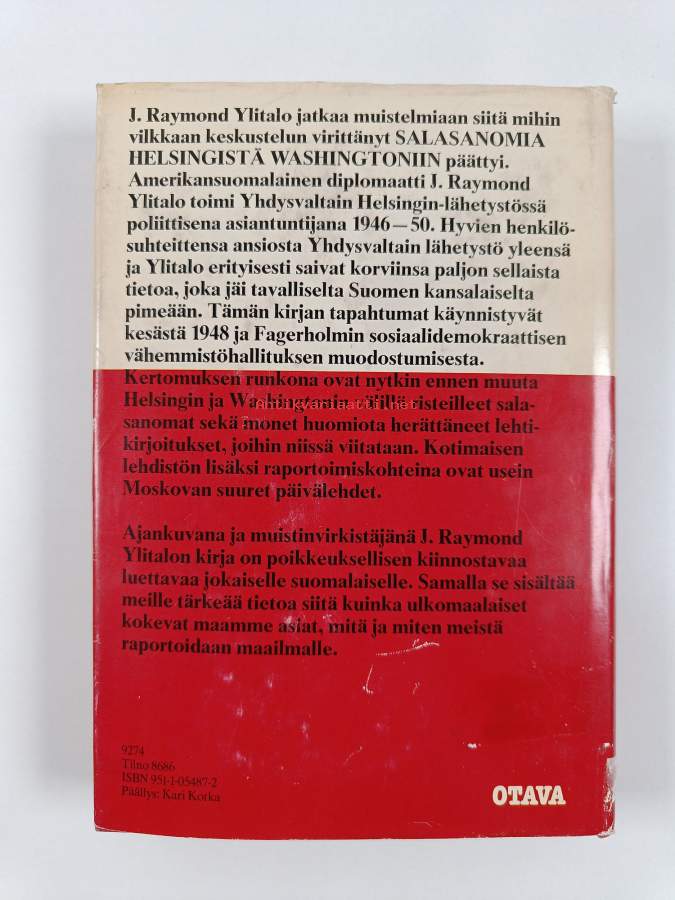 J. Raymond Ylitalo jatkaa muistelmiaan siitä mihin
vilkkaan keskustelun virittänyt SALASANOMIA
HELSINGISTÄ WASHINGTONIIN päättyi.
Amerikansuomalainen diplomaatti J. Raymond
Ylitalo toimi Yhdysvaltain Helsingin-lähetystössä
poliittisena asiantuntijana 1946—50. Hyvien henkilö-
suhteittensa ansiosta Yhdysvaltain lähetystö yleensä
ja Ylitalo erityisesti saivat korviinsa paljon sellaista
tietoa, joka jäi tavalliselta Suomen kansalaiselta
pimeään. Tämän kirjan tapahtumat käynnistyvät
kesästä 1948 ja Fagerholmin sosiaalidemokraattisen
vähemmistöhallituksen muodostumisesta.
Kertomuksen runkona ovat nytkin ennen muuta
Helsingin ja Washingtonin välillä risteilleet sala-
sanomat sekä monet huomiota herättäneet lehti-
kirjoitukset, joihin niissä viitataan. Kotimaisen
lehdistön lisäksi raportoimiskohteina ovat usein
Moskovan suuret päivälehdet.
Ajankuvana ja muistinvirkistäjänä J. Raymond
Ylitalon kirja on poikkeuksellisen kiinnostavaa
luettavaa jokaiselle suomalaiselle. Samalla se sisältää
meille tärkeää tietoa siitä kuinka ulkomaalaiset
kokevat maamme asiat, mitä ja miten meistä
raportoidaan maailmalle.
9274
Tilno 8686
ISBN 951-1-05487-2
Päällys: Kari Kotka
OTAVA